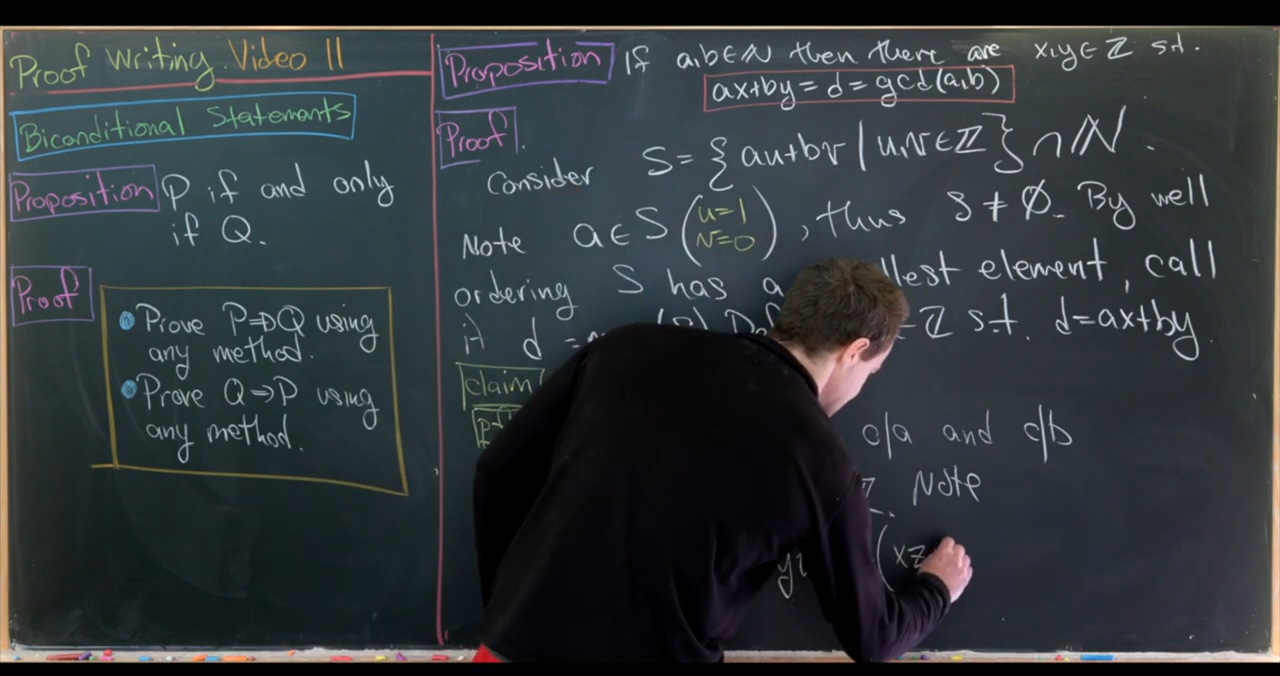 Proof Writing Video 11
Biconditional Statements
Proposition P if and only
if Q.
Proof
Prove P⇒Q using
any method.
Prove Q⇒P using
any method.
Proposition If a,b∈ℕ then there are x,y∈ℤ s.t.
ax+by=d=gcd(a,b)
Proof.
Consider S={au+bv | u,v∈ℤ}∩ℕ.
Note a∈S (u=1 v=0), thus S≠∅. By well
ordering S has a element, call
it d = ℤ s.t. d=ax+by.
claim
c|a and c|b
Note
(xz